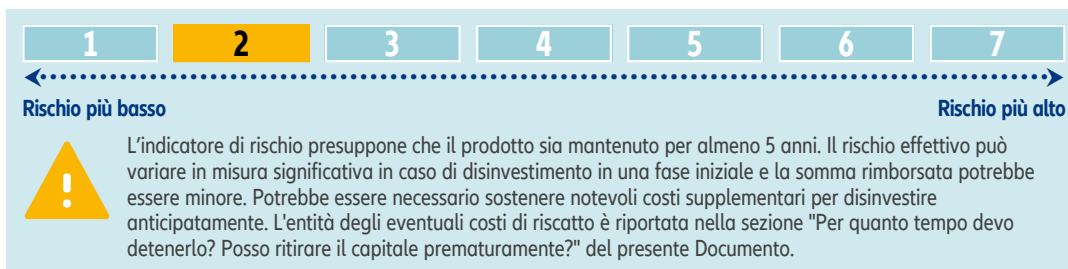 1 2 3 4 5 6 7
Rischio più basso Rischio più alto
L'indicatore di rischio presuppone che il prodotto sia mantenuto per almeno 5 anni. Il rischio effettivo può
variare in misura significativa in caso di disinvestimento in una fase iniziale e la somma rimborsata potrebbe
essere minore. Potrebbe essere necessario sostenere notevoli costi supplementari per disinvestire
anticipatamente. L'entità degli eventuali costi di riscatto è riportata nella sezione "Per quanto tempo devo
detenerlo? Posso ritirare il capitale prematuramente?" del presente Documento.